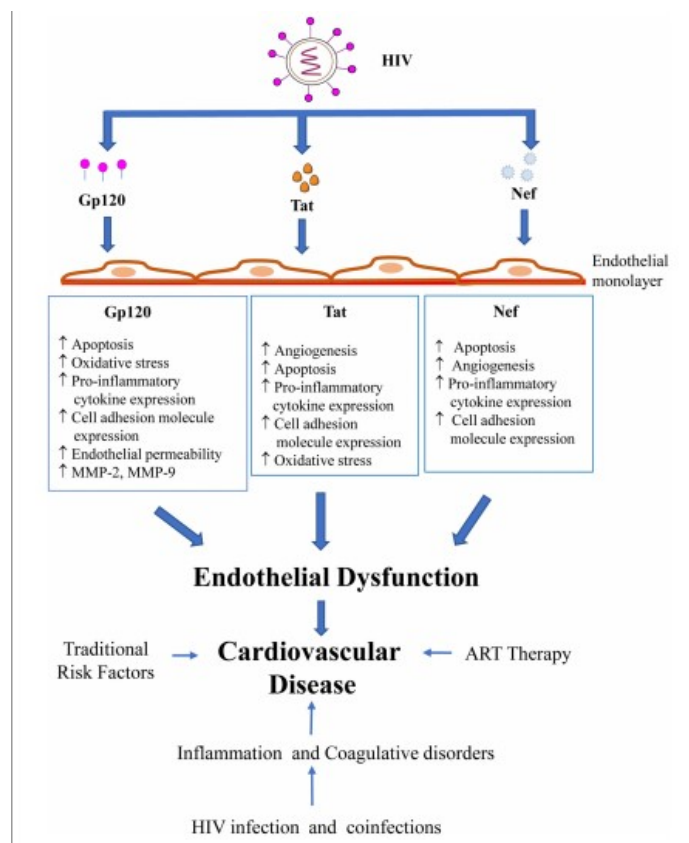 HIV
Gp120
Tat
Nef
Endothelial
monolayer
Gp120
↑ Apoptosis
↑ Oxidative stress
↑ Pro-inflammatory
cytokine expression
↑ Cell adhesion molecule
expression
↑ Endothelial permeability
↑ MMP-2, MMP-9
Tat
↑ Angiogenesis
↑ Apoptosis
↑ Pro-inflammatory
cytokine expression
↑ Cell adhesion
molecule expression
↑ Oxidative stress
Nef
↑ Apoptosis
↑ Angiogenesis
↑ Pro-inflammatory
cytokine expression
↑ Cell adhesion
molecule expression
Endothelial Dysfunction
Traditional
Risk Factors
Cardiovascular
Disease
ART Therapy
Inflammation and Coagulative disorders
HIV infection and coinfections